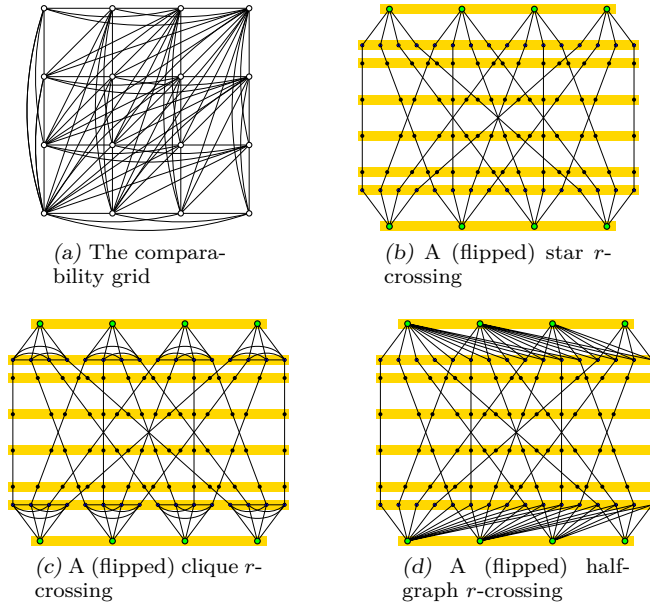 (a) The compara-
bility grid
(b) A (flipped) star r-
crossing
(c) A (flipped) clique r-
crossing
(d) A (flipped) half-
graph r-crossing